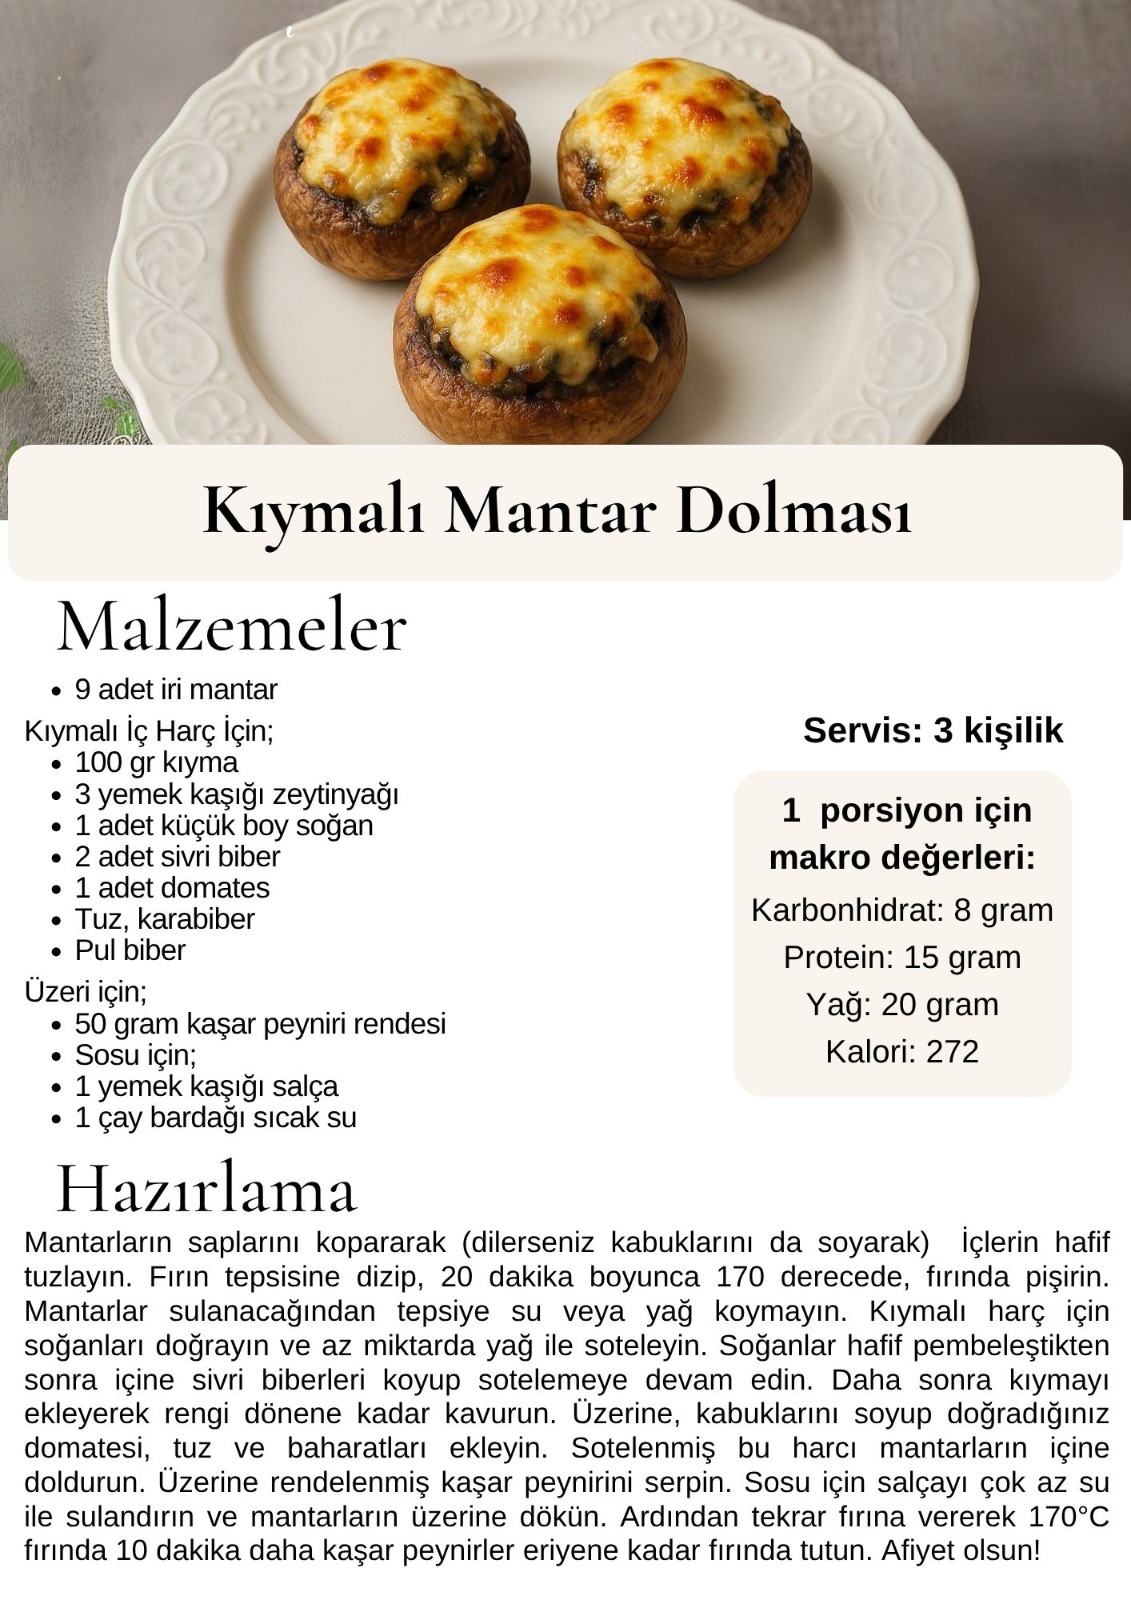 Kıymalı Mantar Dolması
Malzemeler
• 9 adet iri mantar
Kıymalı İç Harç İçin;
• 100 gr kıyma
• 3 yemek kaşığı zeytinyağı
• 1 adet küçük boy soğan
• 2 adet sivri biber
• 1 adet domates
• Tuz, karabiber
• Pul biber
Üzeri için;
• 50 gram kaşar peyniri rendesi
• Sosu için;
• 1 yemek kaşığı salça
• 1 çay bardağı sıcak su
Servis: 3 kişilik
1 porsiyon için
makro değerleri:
Karbonhidrat: 8 gram
Protein: 15 gram
Yağ: 20 gram
Kalori: 272
Hazırlama
Mantarların saplarını kopararak (dilerseniz kabuklarını da soyarak) İçlerin hafif
tuzlayın. Fırın tepsisine dizip, 20 dakika boyunca 170 derecede, fırında pişirin.
Mantarlar sulanacağından tepsiye su veya yağ koymayın. Kıymalı harç için
soğanları doğrayın ve az miktarda yağ ile soteleyin. Soğanlar hafif pembeleştikten
sonra içine sivri biberleri koyup sotelemeye devam edin. Daha sonra kıymayı
ekleyerek rengi dönene kadar kavurun. Üzerine, kabuklarını soyup doğradığınız
domatesi, tuz ve baharatları ekleyin. Sotelenmiş bu harcı mantarların içine
doldurun. Üzerine rendelenmiş kaşar peynirini serpin. Sosu için salçayı çok az su
ile sulandırın ve mantarların üzerine dökün. Ardından tekrar fırına vererek 170°C
fırında 10 dakika daha kaşar peynirler eriyene kadar fırında tutun. Afiyet olsun!